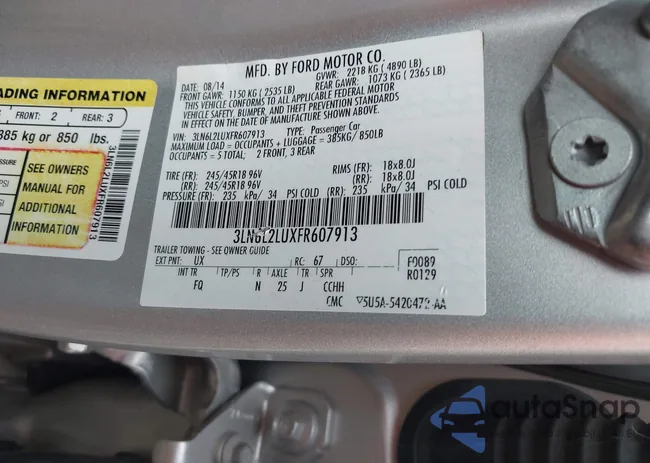 ADING INFORMATION
FRONT: 2 REAR: 3
385 kg or 850 lbs.
SEE OWNERS
MANUAL FOR
ADDITIONAL
INFORMATION
3LN6L2LUXFR607913
MFD. BY FORD MOTOR CO.
DATE: 08/14 GVWR: 2218 KG ( 4890 LB)
FRONT GAWR: 1150 KG ( 2535 LB) REAR GAWR: 1073 KG ( 2365 LB)
THIS VEHICLE CONFORMS TO ALL APPLICABLE FEDERAL MOTOR
VEHICLE SAFETY, BUMPER, AND THEFT PREVENTION STANDARDS
IN EFFECT ON THE DATE OF MANUFACTURE SHOWN ABOVE.
VIN: 3LN6L2LUXFR607913 TYPE: Passenger Car
MAXIMUM LOAD = OCCUPANTS + LUGGAGE = 385KG/850LB
OCCUPANTS = 5 TOTAL: 2 FRONT, 3 REAR
TIRE (FR): 245/45R18 96V RIMS (FR): 18x8.0J
(RR): 245/45R18 96V (RR): 18x8.0J
PRESSURE (FR): 235 kPa/ 34 PSI COLD (RR): 235 kPa/ 34 PSI COLD
3LN6L2LUXFR607913
TRAILER TOWING - SEE OWNER GUIDE
EXT PNT: UX RC: 67 DSO: F0089
R0129
INT TR TP/PS R AXLE TR SPR
FQ N 25 J CCHH
CMC 5U5A-5420472-AA
autoSnap